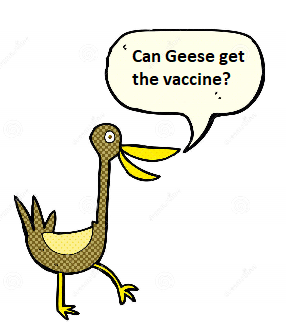 Can Geese get
the vaccine?